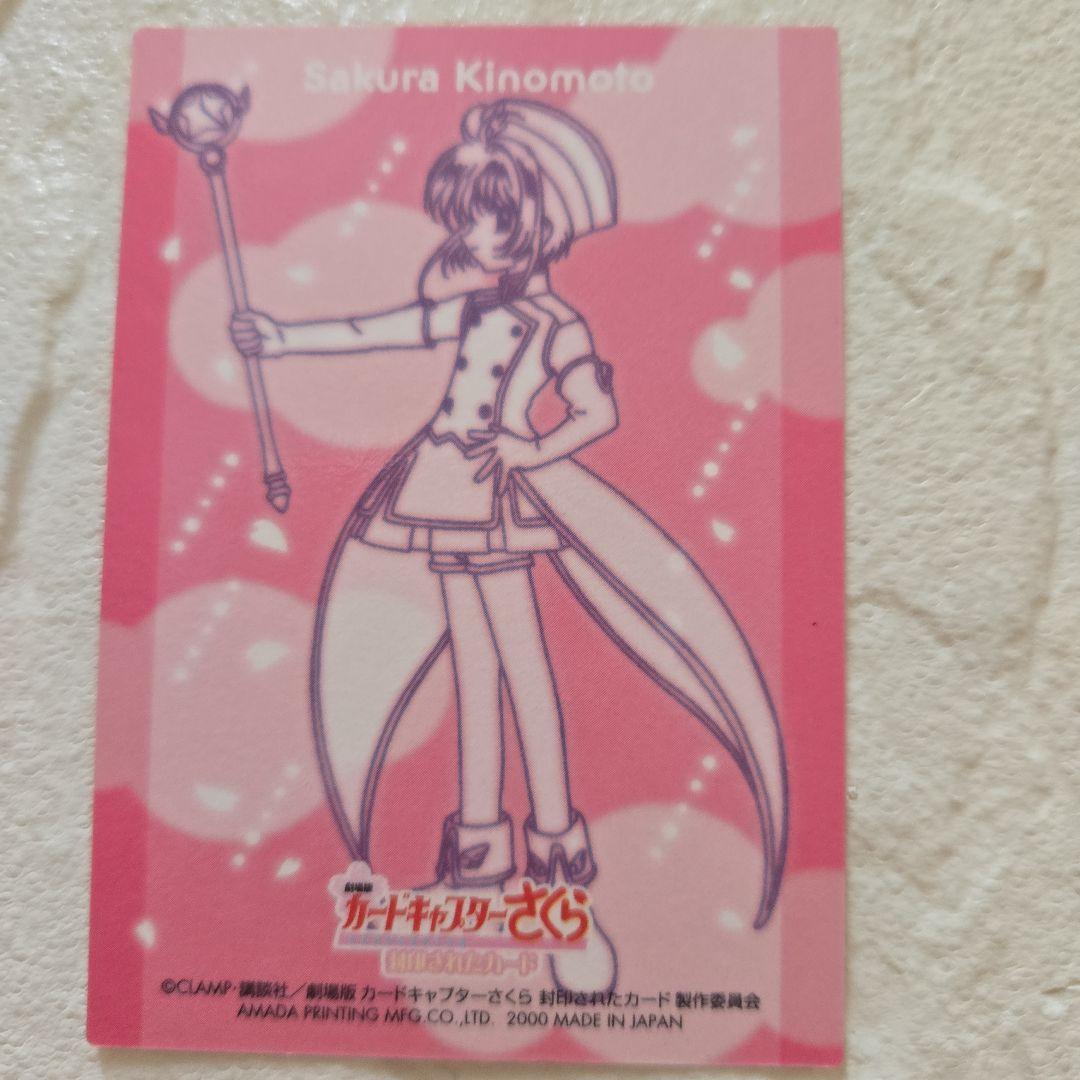 Sakura Kinomoto
劇場版
カードキャプターさくら
封印されたカード
©CLAMP・講談社／劇場版 カードキャプターさくら 封印されたカード 製作委員会
AMADA PRINTING MFG.CO.,LTD. 2000 MADE IN JAPAN